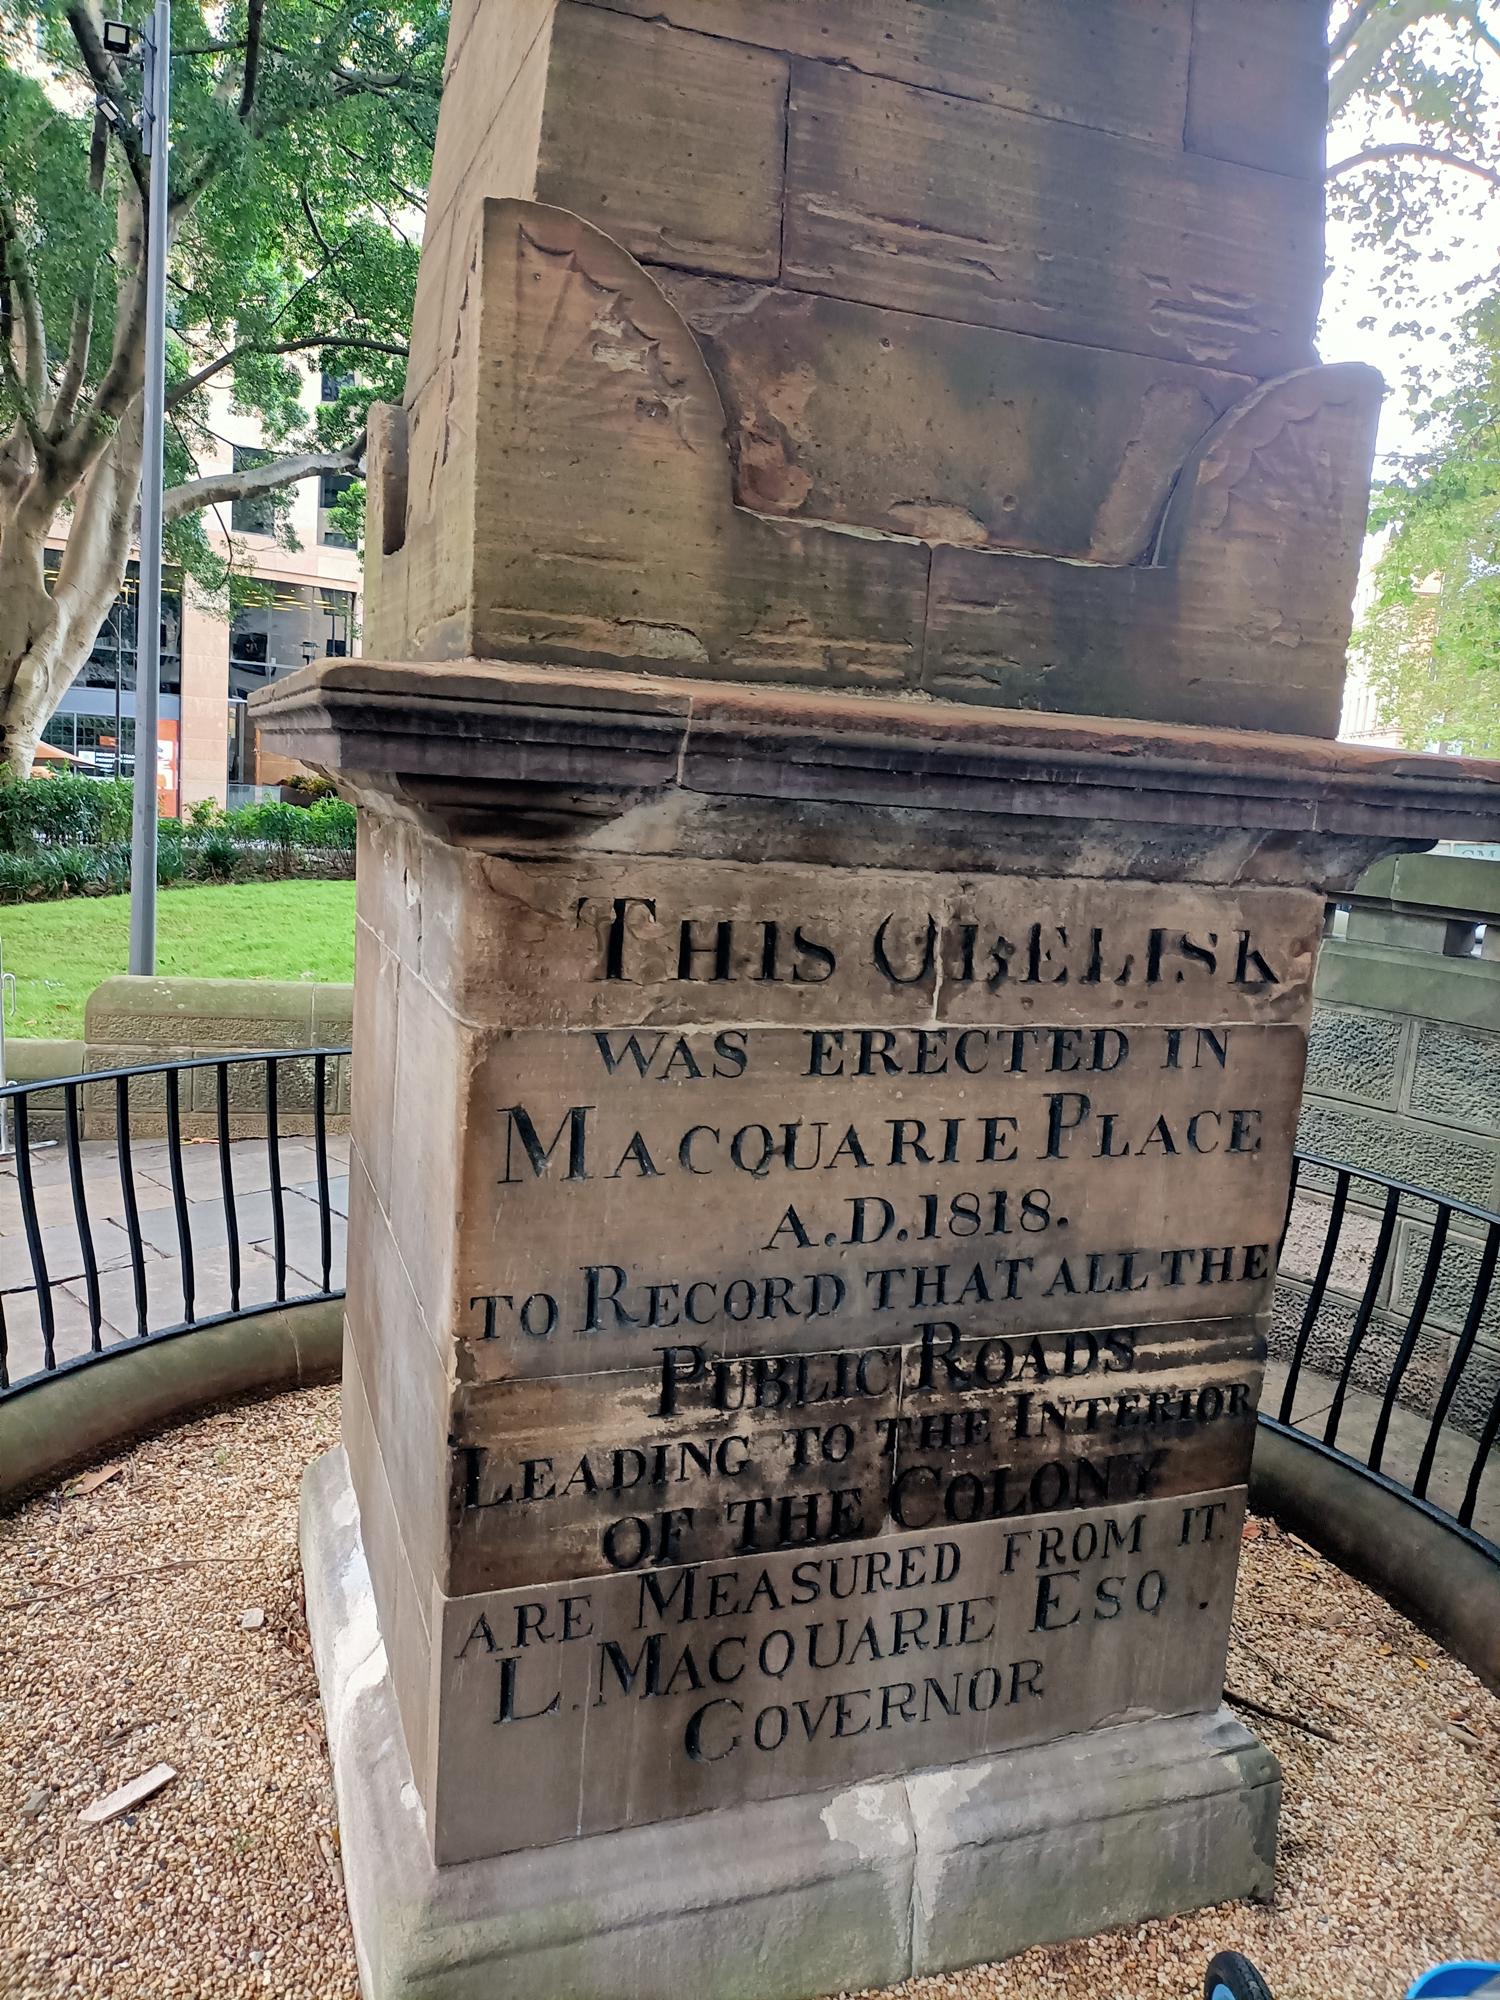 THIS OBELISK
WAS ERECTED IN
MACQUARIE PLACE
A.D.1818.
TO RECORD THAT ALL THE
PUBLIC ROADS
LEADING TO THE INTERIOR
OF THE COLONY
ARE MEASURED FROM IT.
L. MACQUARIE ESQ.
GOVERNOR